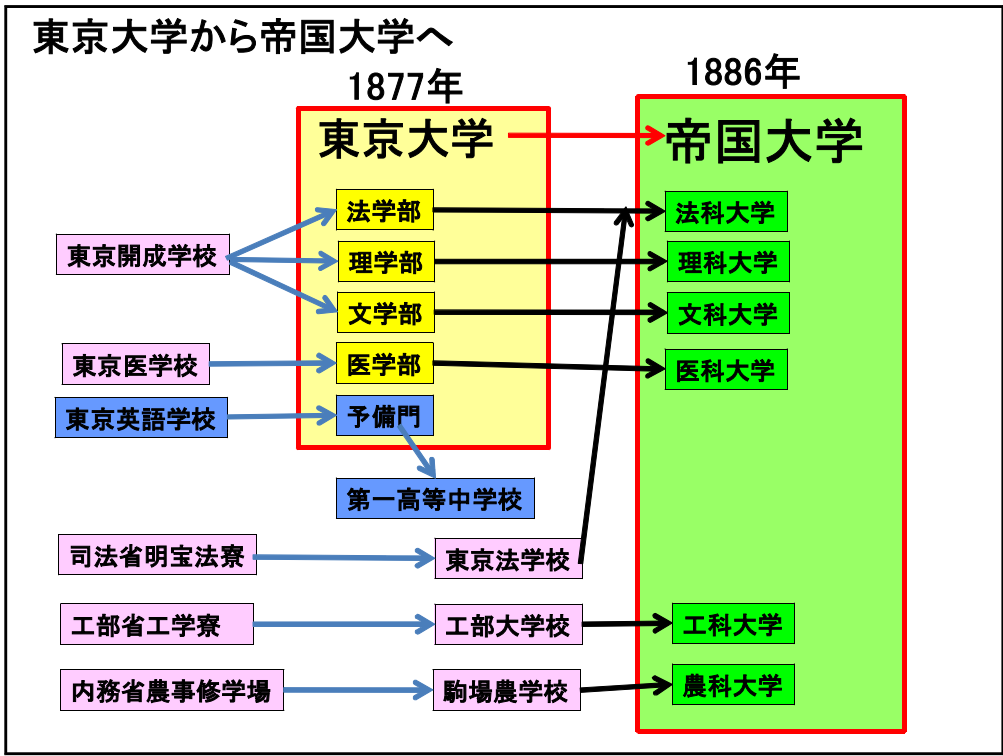 東京大学から帝国大学へ
1877年
1886年
東京大学
帝国大学
法学部
法科大学
東京開成学校
理学部
理科大学
文学部
文科大学
東京医学校
医学部
医科大学
東京英語学校
予備門
第一高等中学校
司法省明宝法寮
東京法学校
工部省工学寮
工部大学校
工科大学
内務省農事修学場
駒場農学校
農科大学